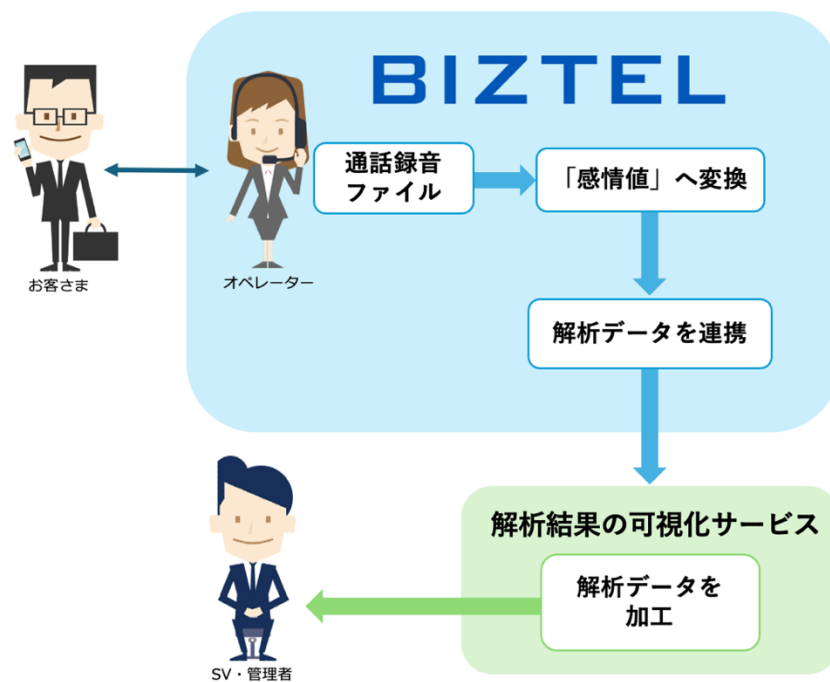 BIZTEL
通話録音
ファイル
「感情値」へ変換
お客さま
オペレーター
解析データを連携
解析結果の可視化サービス
解析データを
加工
SV・管理者